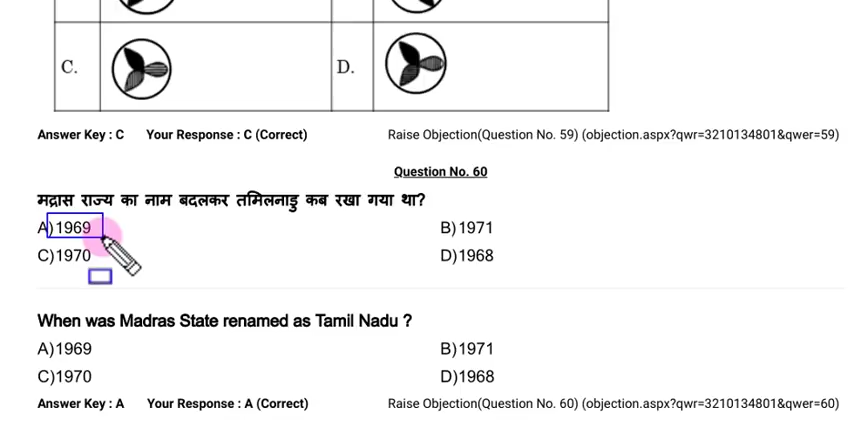 C.
D.
Answer Key : C Your Response : C (Correct) Raise Objection(Question No. 59) (objection.aspx?qwr=3210134801&qwer=59)
Question No. 60
मद्रास राज्य का नाम बदलकर तमिलनाडु कब रखा गया था?
A)1969 B)1971
C)1970 D)1968
When was Madras State renamed as Tamil Nadu ?
A)1969 B)1971
C)1970 D)1968
Answer Key : A Your Response : A (Correct) Raise Objection(Question No. 60) (objection.aspx?qwr=3210134801&qwer=60)